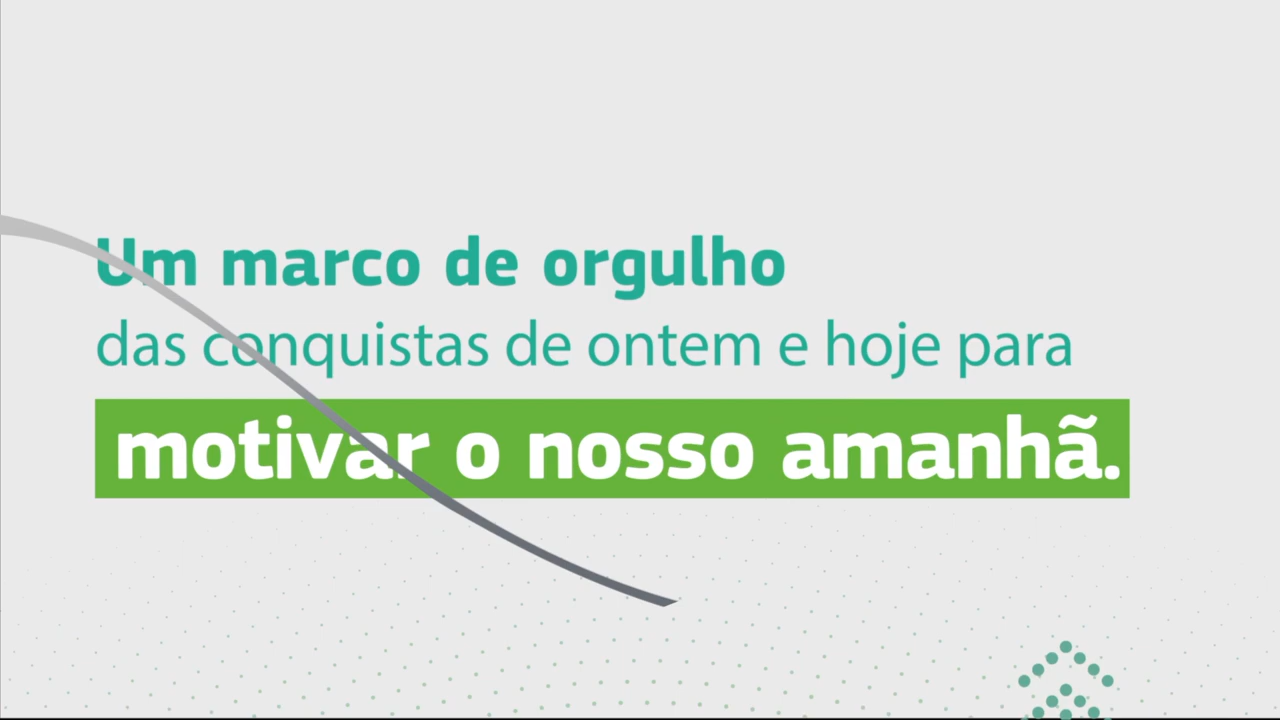 Um marco de orgulho
das conquistas de ontem e hoje para
motivar o nosso amanhã.